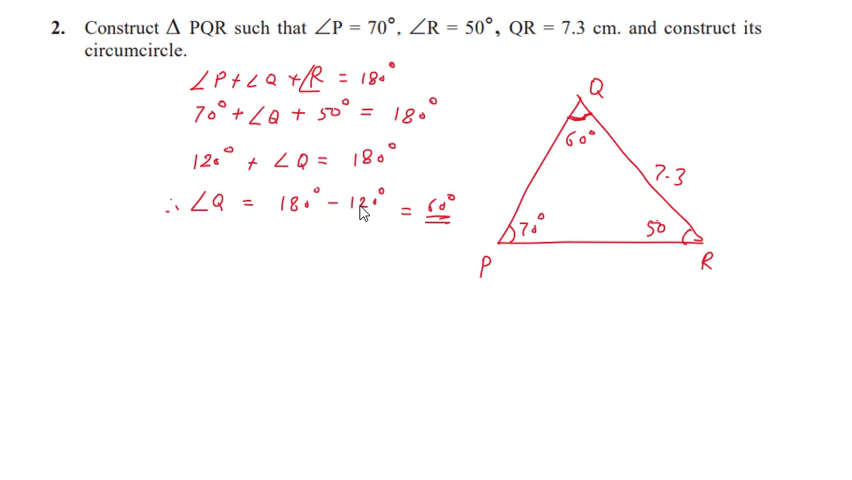 2. Construct Δ PQR such that ∠P = 70°, ∠R = 50°, QR = 7.3 cm. and construct its
circumcircle.
∠P + ∠Q + ∠R = 180°
70° + ∠Q + 50° = 180°
120° + ∠Q = 180°
∴ ∠Q = 180° - 120° = 60°
Q
60°
7.3
70°
50
P
R